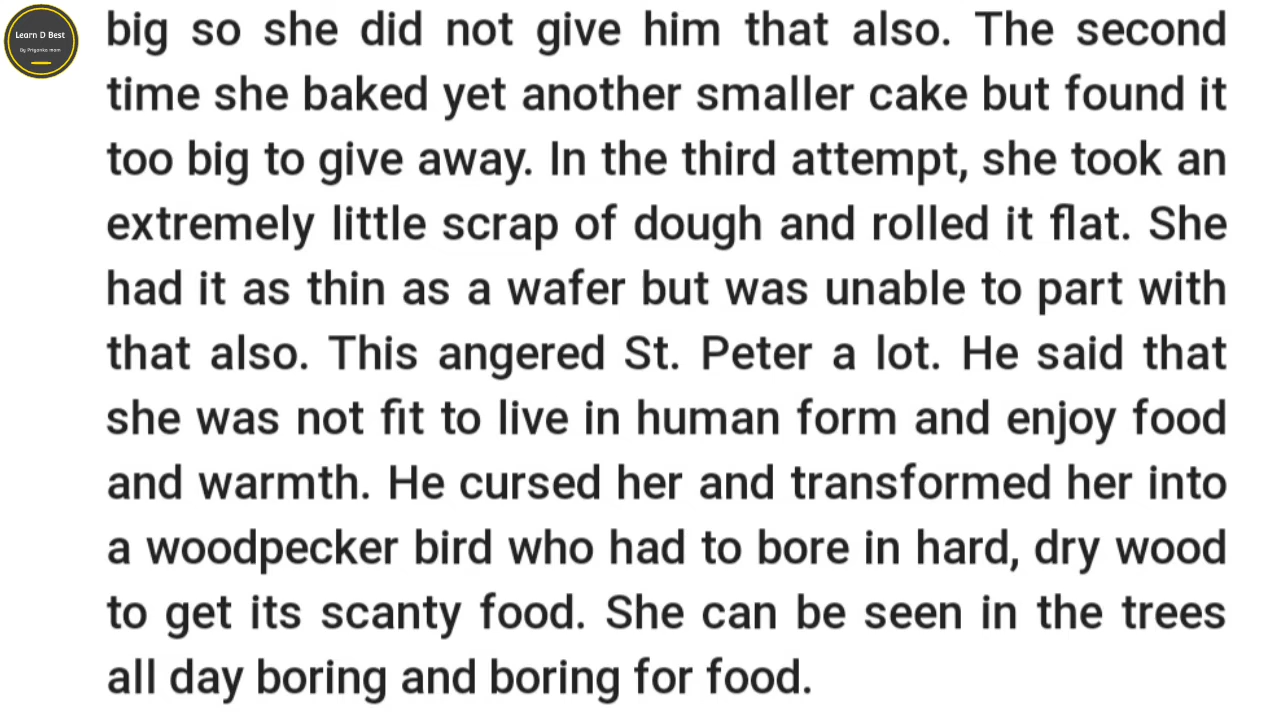 Learn D Best
By Priyanka mam
big so she did not give him that also. The second
time she baked yet another smaller cake but found it
too big to give away. In the third attempt, she took an
extremely little scrap of dough and rolled it flat. She
had it as thin as a wafer but was unable to part with
that also. This angered St. Peter a lot. He said that
she was not fit to live in human form and enjoy food
and warmth. He cursed her and transformed her into
a woodpecker bird who had to bore in hard, dry wood
to get its scanty food. She can be seen in the trees
all day boring and boring for food.